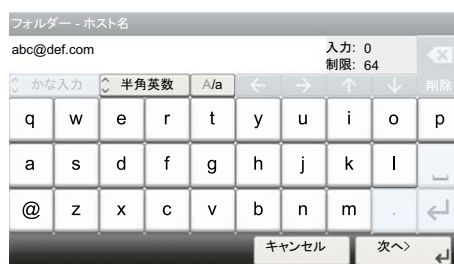 フォルダー - ホスト名
abc@def.com
入力: 0
制限: 64
かな入力 半角英数 A/a ← → ↑ ↓ 削除
q w e r t y u i o p
a s d f g h j k l
@ z x c v b n m .
キャンセル 次へ>